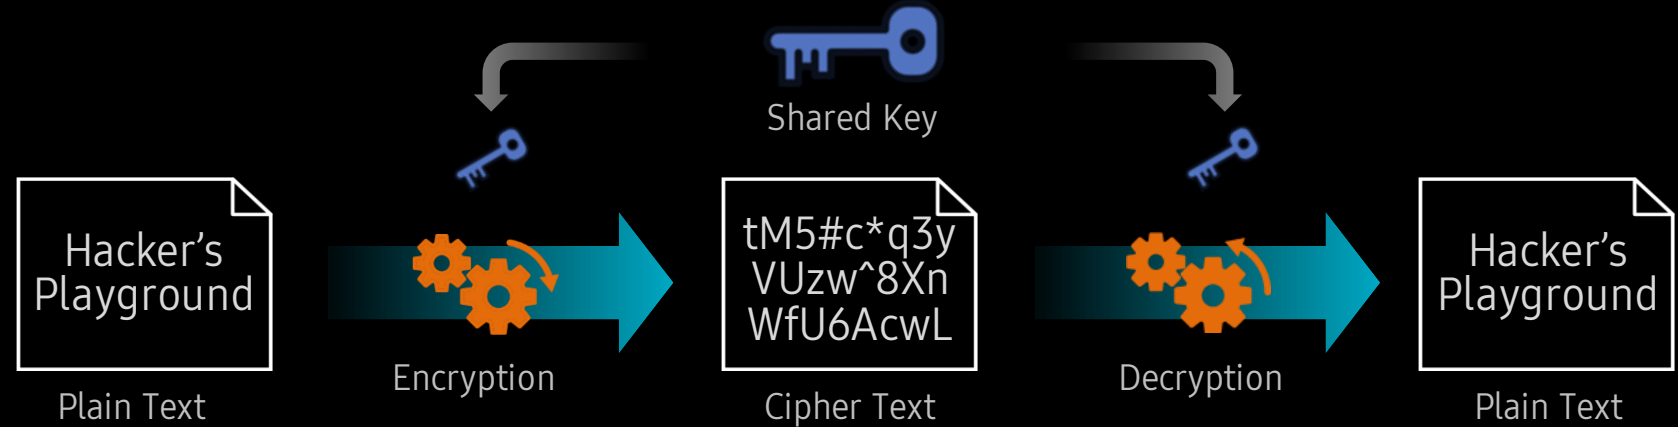 Shared Key
Hacker’s
Playground
Plain Text
Encryption
tM5#c*q3y
VUzw^8Xn
WfU6AcwL
Cipher Text
Decryption
Hacker’s
Playground
Plain Text